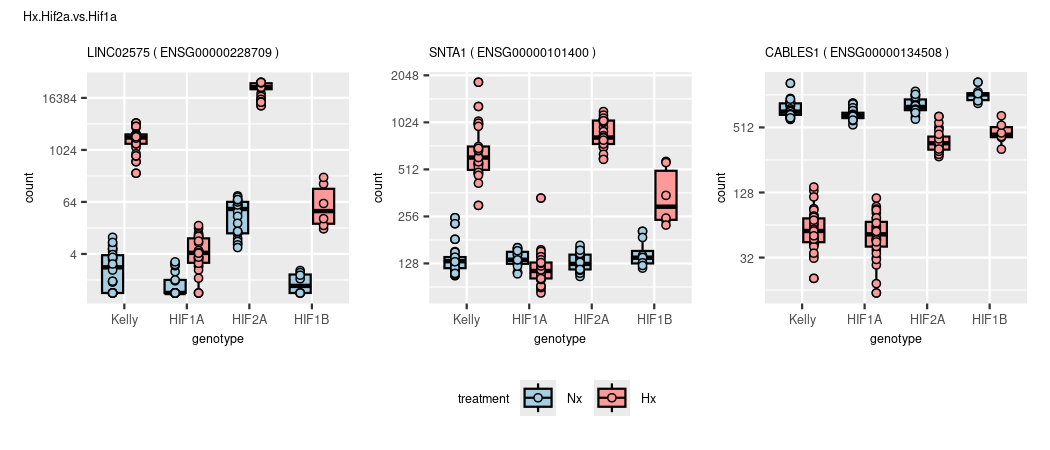 Hx.Hif2a.vs.Hif1a
LINC02575 ( ENSG00000228709 )
16384
1024
64
4
count
Kelly HIF1A HIF2A HIF1B
genotype
SNTA1 ( ENSG00000101400 )
2048
1024
512
256
128
count
Kelly HIF1A HIF2A HIF1B
genotype
CABLES1 ( ENSG00000134508 )
512
128
32
count
Kelly HIF1A HIF2A HIF1B
genotype
treatment Nx Hx